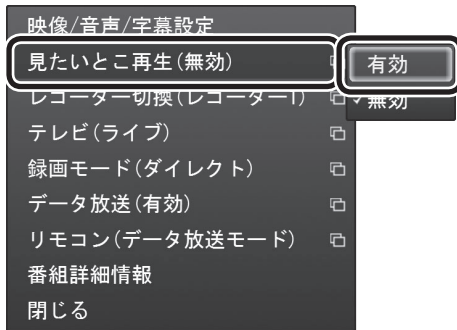 映像/音声/字幕設定
見たいとこ再生(無効)
有効
レコーダー切換(レコーダー1)
✓無効
テレビ(ライブ)
録画モード(ダイレクト)
データ放送(有効)
リモコン(データ放送モード)
番組詳細情報
閉じる